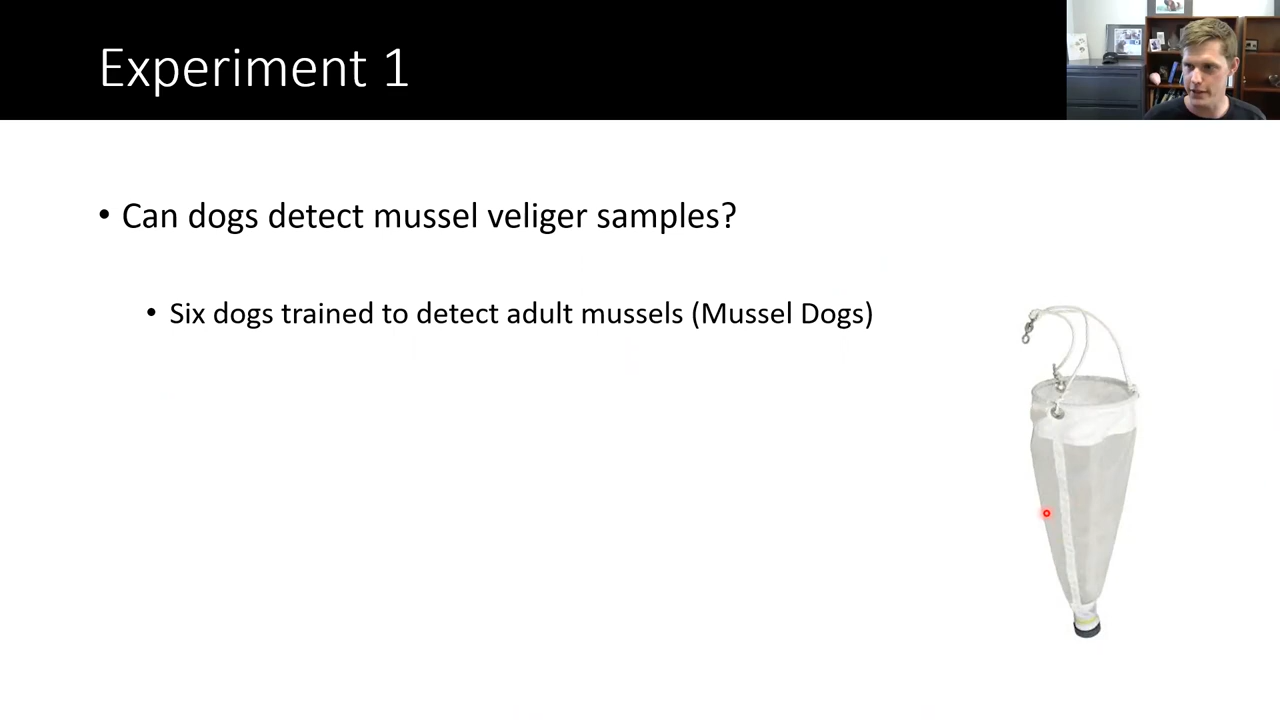 Experiment 1
• Can dogs detect mussel veliger samples?
• Six dogs trained to detect adult mussels (Mussel Dogs)